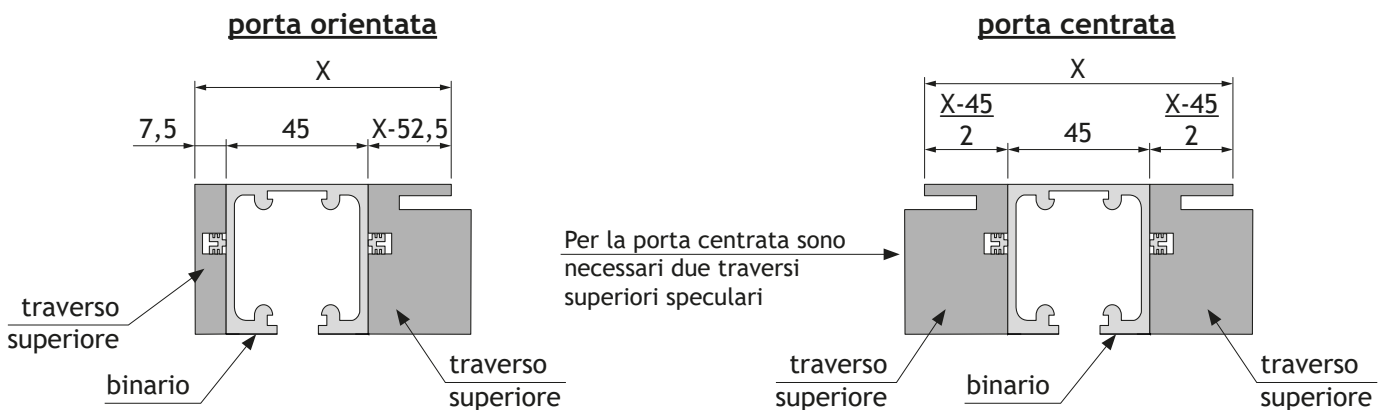 porta orientata
X
7,5
45
X-52,5
traverso
superiore
binario
traverso
superiore
porta centrata
X
X-45
2
45
X-45
2
Per la porta centrata sono
necessari due traversi
superiori speculari
traverso
superiore
binario
traverso
superiore